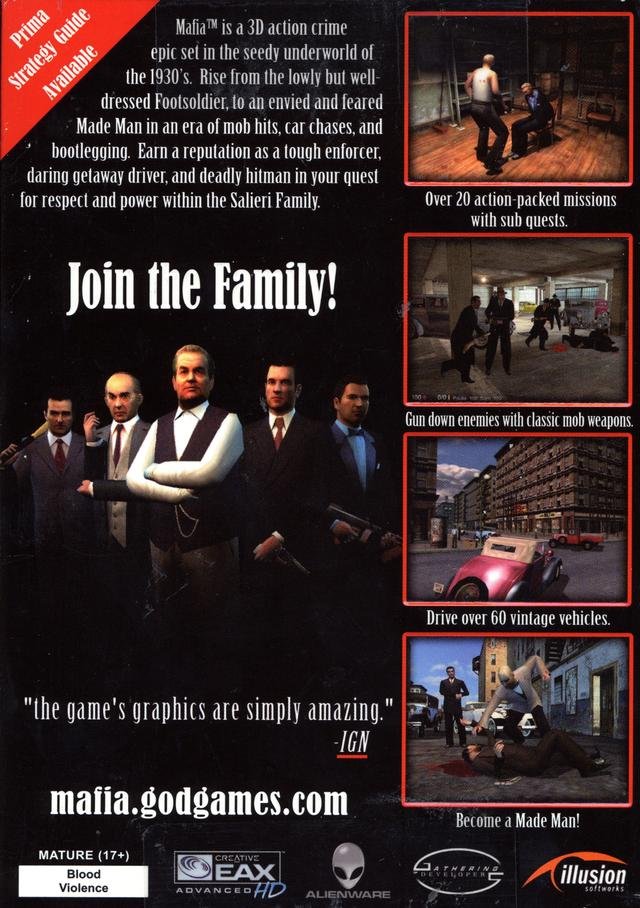 Prima
Strategy Guide
Available
Mafia™ is a 3D action crime
epic set in the seedy underworld of
the 1930's. Rise from the lowly but well-
dressed Footsoldier, to an envied and feared
Made Man in an era of mob hits, car chases, and
bootlegging. Earn a reputation as a tough enforcer,
daring getaway driver, and deadly hitman in your quest
for respect and power within the Salieri Family.
Join the Family!
"the game's graphics are simply amazing."
-IGN
mafia.godgames.com
Over 20 action-packed missions
with sub quests.
Gun down enemies with classic mob weapons.
Drive over 60 vintage vehicles.
Become a Made Man!
MATURE (17+)
Blood
Violence
CREATIVE
EAX
ADVANCED HD
ALIENWARE
GATHERING
DEVELOPERS
illusion
softworks